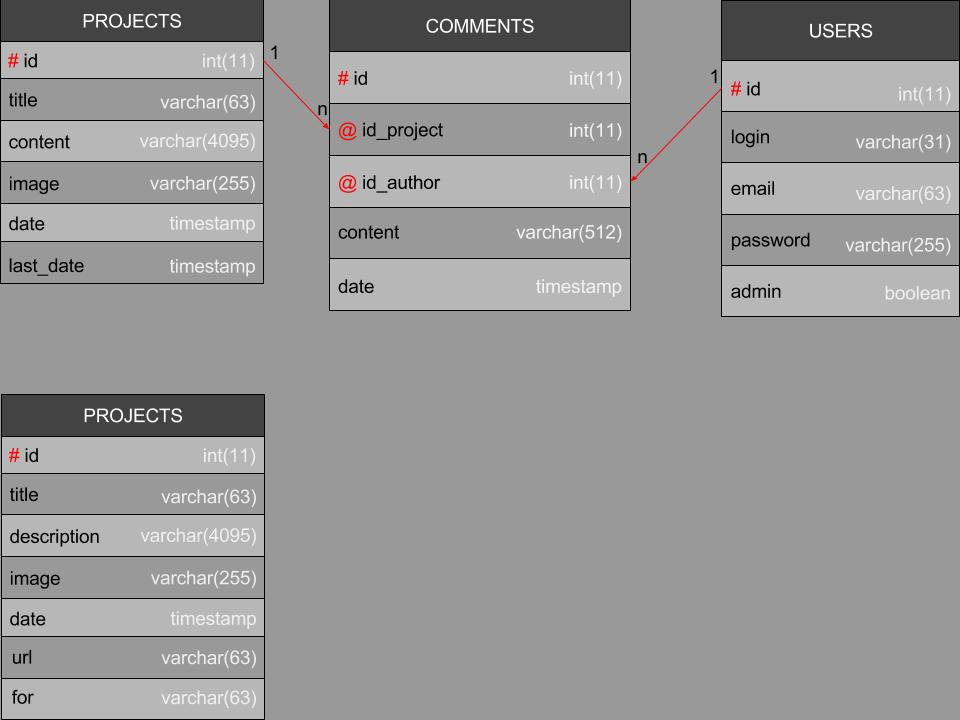 PROJECTS
# id int(11)
title varchar(63)
content varchar(4095)
image varchar(255)
date timestamp
last_date timestamp
1
n
COMMENTS
# id int(11)
@ id_project int(11)
@ id_author int(11)
content varchar(512)
date timestamp
1
n
USERS
# id int(11)
login varchar(31)
email varchar(63)
password varchar(255)
admin boolean
PROJECTS
# id int(11)
title varchar(63)
description varchar(4095)
image varchar(255)
date timestamp
url varchar(63)
for varchar(63)